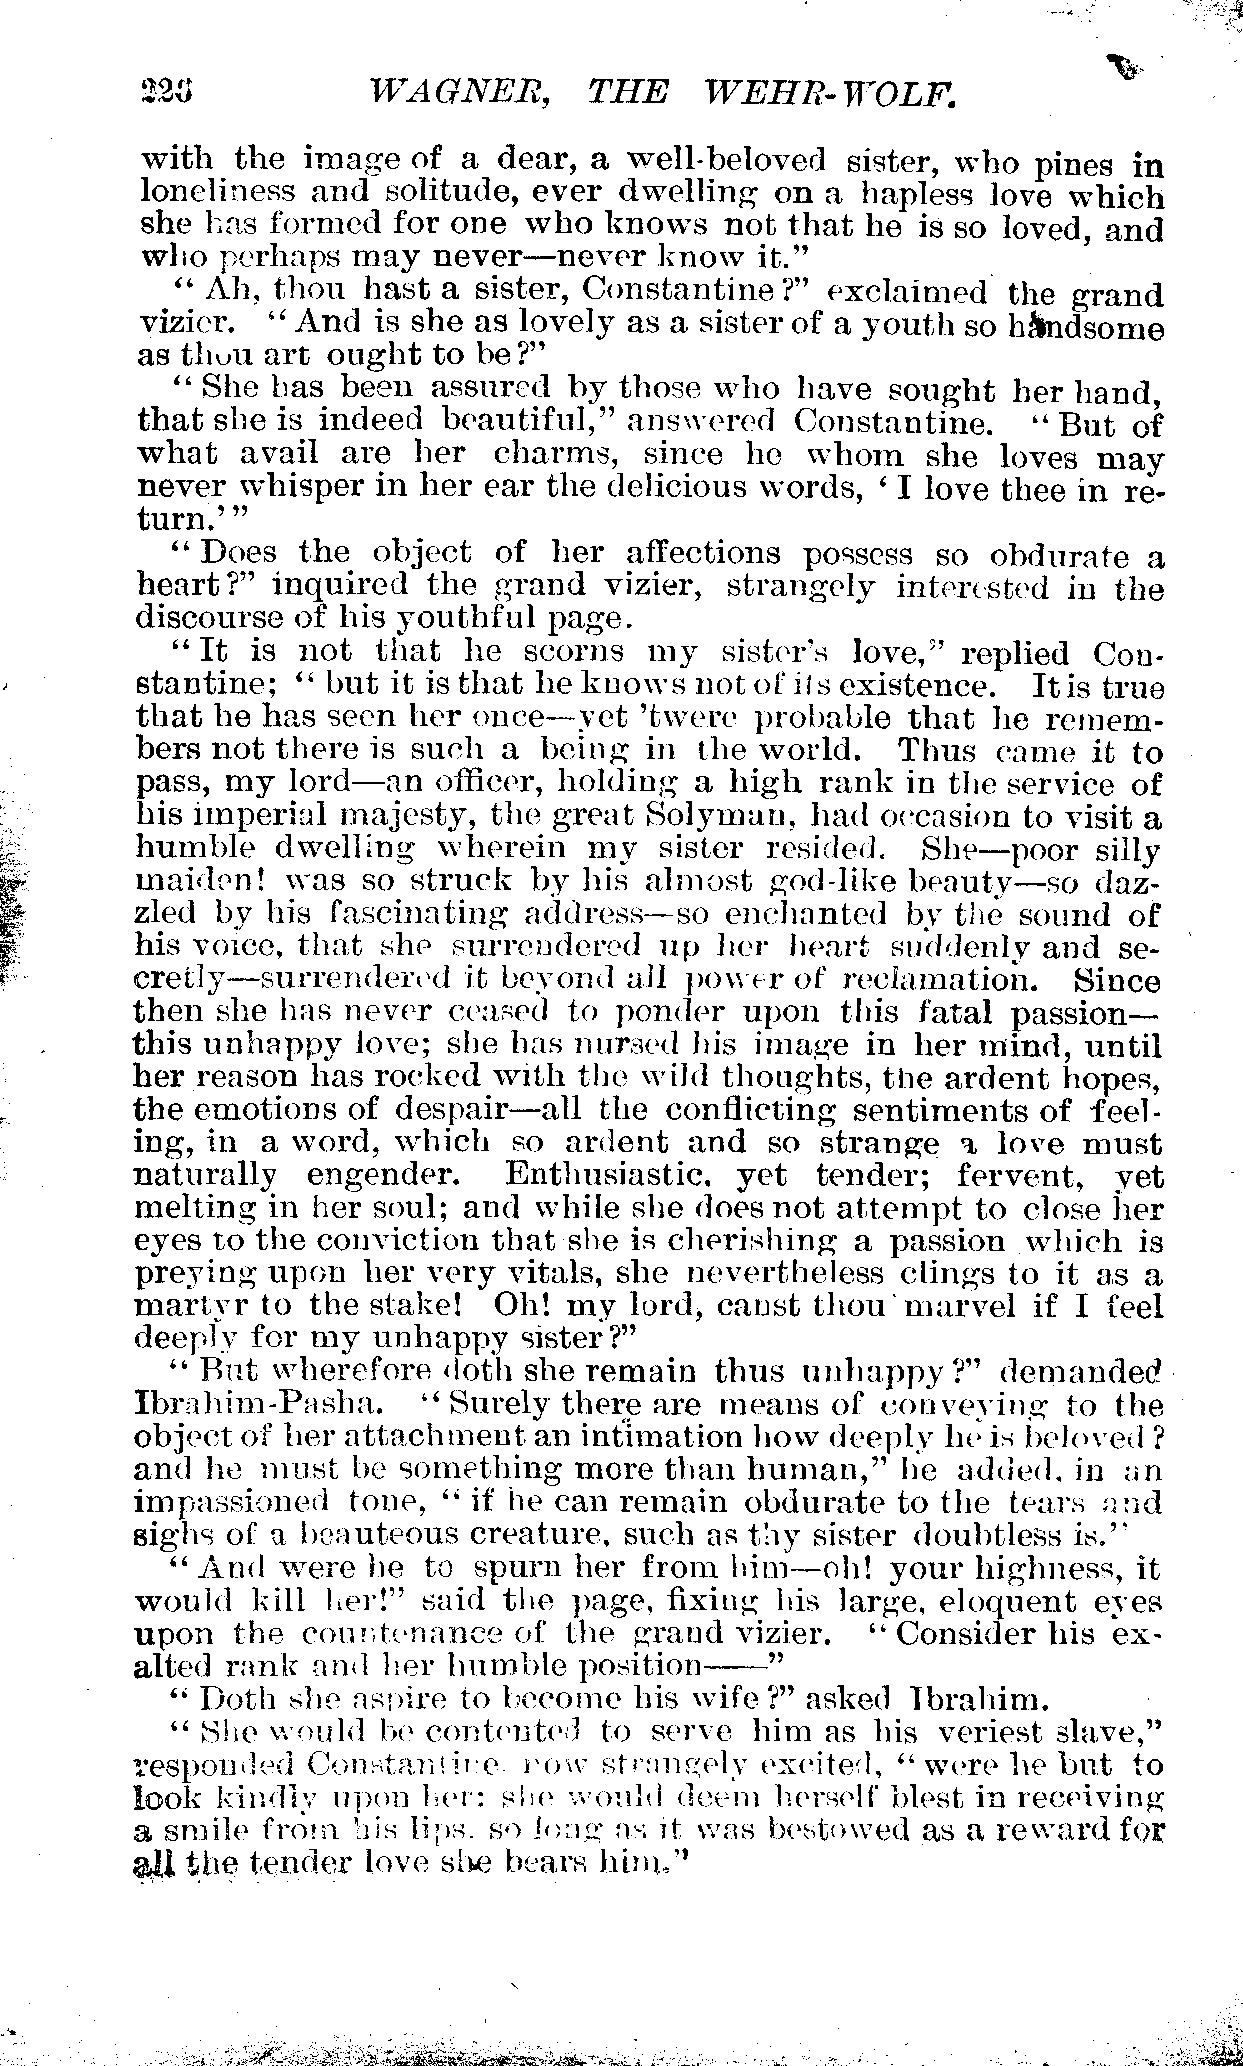 226 WAGNER, THE WEHR-WOLF.
with the image of a dear, a well-beloved sister, who pines in
loneliness and solitude, ever dwelling on a hapless love which
she has formed for one who knows not that he is so loved, and
who perhaps may never—never know it."
"Ah, thou hast a sister, Constantine?" exclaimed the grand
vizier. "And is she as lovely as a sister of a youth so handsome
as thou art ought to be?"
"She has been assured by those who have sought her hand,
that she is indeed beautiful," answered Constantine. "But of
what avail are her charms, since he whom she loves may
never whisper in her ear the delicious words, 'I love thee in re-
turn.'"
"Does the object of her affections possess so obdurate a
heart?" inquired the grand vizier, strangely interested in the
discourse of his youthful page.
"It is not that he scorns my sister's love," replied Con-
stantine; "but it is that he knows not of its existence. It is true
that he has seen her once—yet 'twere probable that he remem-
bers not there is such a being in the world. Thus came it to
pass, my lord—an officer, holding a high rank in the service of
his imperial majesty, the great Solyman, had occasion to visit a
humble dwelling wherein my sister resided. She—poor silly
maiden! was so struck by his almost god-like beauty—so daz-
zled by his fascinating address—so enchanted by the sound of
his voice, that she surrendered up her heart suddenly and se-
cretly—surrendered it beyond all power of reclamation. Since
then she has never ceased to ponder upon this fatal passion—
this unhappy love; she has nursed his image in her mind, until
her reason has rocked with the wild thoughts, the ardent hopes,
the emotions of despair—all the conflicting sentiments of feel-
ing, in a word, which so ardent and so strange a love must
naturally engender. Enthusiastic, yet tender; fervent, yet
melting in her soul; and while she does not attempt to close her
eyes to the conviction that she is cherishing a passion which is
preying upon her very vitals, she nevertheless clings to it as a
martyr to the stake! Oh! my lord, canst thou marvel if I feel
deeply for my unhappy sister?"
"But wherefore doth she remain thus unhappy?" demanded
Ibrahim-Pasha. "Surely there are means of conveying to the
object of her attachment an intimation how deeply he is beloved?
and he must be something more than human," he added, in an
impassioned tone, "if he can remain obdurate to the tears and
sighs of a beauteous creature, such as thy sister doubtless is."
"And were he to spurn her from him—oh! your highness, it
would kill her!" said the page, fixing his large, eloquent eyes
upon the countenance of the grand vizier. "Consider his ex-
alted rank and her humble position——"
"Doth she aspire to become his wife?" asked Ibrahim.
"She would be contented to serve him as his veriest slave,"
responded Constantine, now strangely excited, "were he but to
look kindly upon her: she would deem herself blest in receiving
a smile from his lips, so long as it was bestowed as a reward for
all the tender love she bears him."